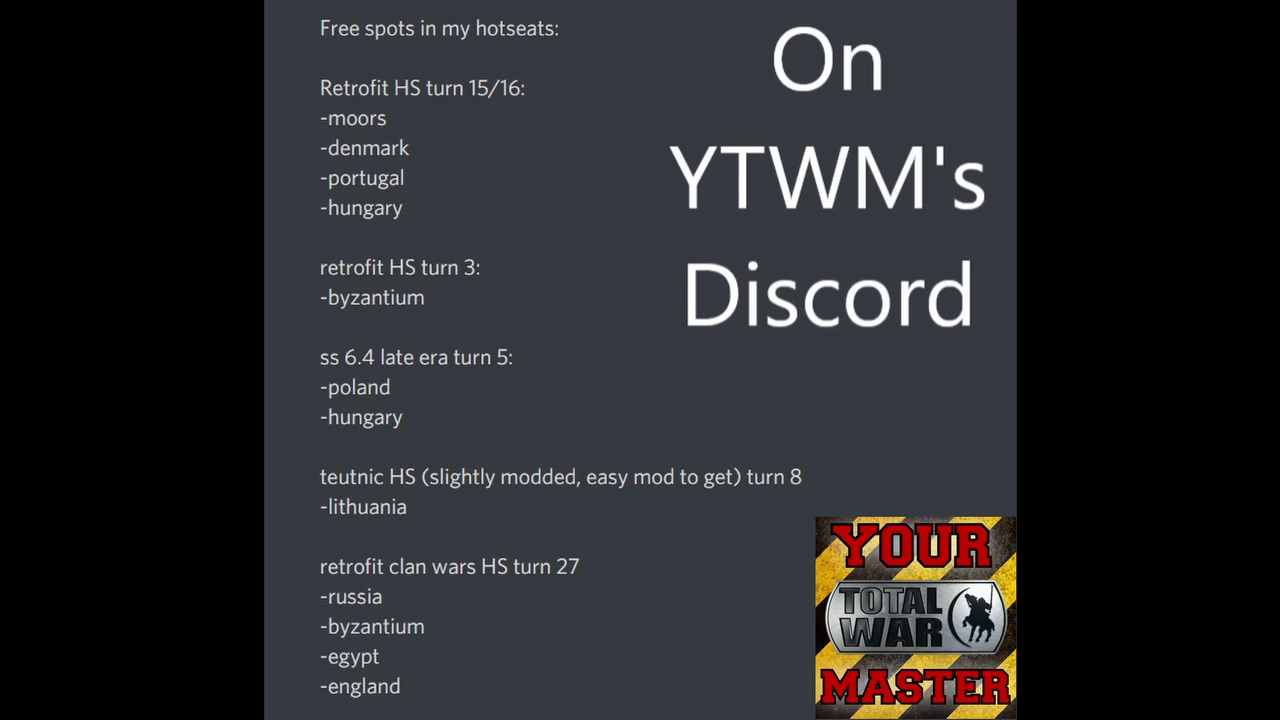 Free spots in my hotseats:
Retrofit HS turn 15/16:
-moors
-denmark
-portugal
-hungary
retrofit HS turn 3:
-byzantium
ss 6.4 late era turn 5:
-poland
-hungary
teutnic HS (slightly modded, easy mod to get) turn 8
-lithuania
retrofit clan wars HS turn 27
-russia
-byzantium
-egypt
-england
On
YTWM's
Discord
YOUR
TOTAL
WAR
MASTER